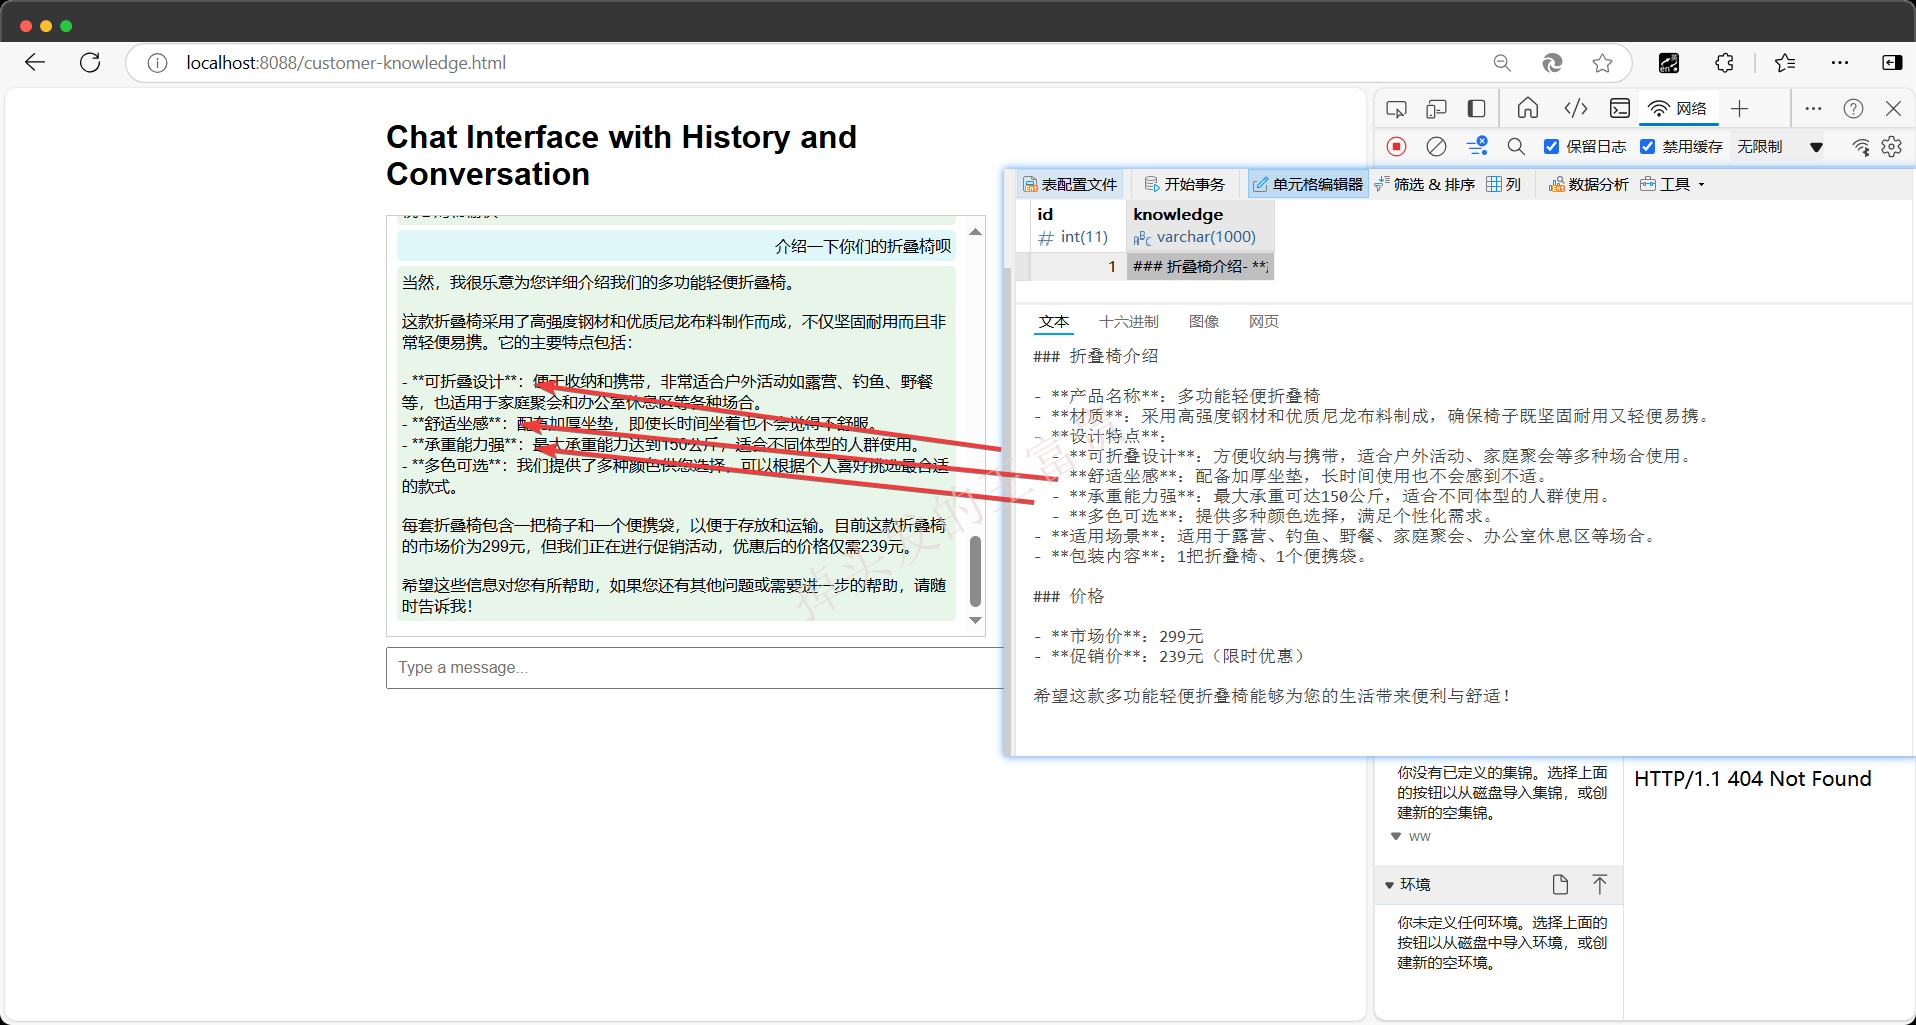 localhost:8088/customer-knowledge.html
Chat Interface with History and
Conversation
介绍一下你们的折叠椅呗
当然，我很乐意为您详细介绍我们的多功能轻便折叠椅。
这款折叠椅采用了高强度钢材和优质尼龙布料制作而成，不仅坚固耐用而且非
常轻便易携。它的主要特点包括：
- **可折叠设计**：便于收纳和携带，非常适合户外活动如露营、钓鱼、野餐
等，也适用于家庭聚会和办公室休息区等各种场合。
- **舒适坐感**：配有加厚坐垫，即使长时间坐着也不会觉得不舒服。
- **承重能力强**：最大承重能力达到150公斤，适合不同体型的人群使用。
- **多色可选**：我们提供了多种颜色供您选择，可以根据个人喜好挑选最合适
的款式。
每套折叠椅包含一把椅子和一个便携袋，以便于存放和运输。目前这款折叠椅
的市场价为299元，但我们正在进行促销活动，优惠后的价格仅需239元。
希望这些信息对您有所帮助，如果您还有其他问题或需要进一步的帮助，请随
时告诉我！
Type a message...
网络
保留日志
禁用缓存
无限制
表配置文件
开始事务
单元格编辑器
筛选 & 排序
列
数据分析
工具
id
knowledge
# int(11)
varchar(1000)
1
### 折叠椅介绍- **
文本
十六进制
图像
网页
### 折叠椅介绍
- **产品名称**：多功能轻便折叠椅
- **材质**：采用高强度钢材和优质尼龙布料制成，确保椅子既坚固耐用又轻便易携。
- **设计特点**：
- **可折叠设计**：方便收纳与携带，适合户外活动、家庭聚会等多种场合使用。
**舒适坐感**：配备加厚坐垫，长时间使用也不会感到不适。
- **承重能力强**：最大承重可达150公斤，适合不同体型的人群使用。
- **多色可选**：提供多种颜色选择，满足个性化需求。
- **适用场景**：适用于露营、钓鱼、野餐、家庭聚会、办公室休息区等场合。
- **包装内容**：1把折叠椅、1个便携袋。
### 价格
- **市场价**：299元
- **促销价**：239元（限时优惠）
希望这款多功能轻便折叠椅能够为您的生活带来便利与舒适！
你没有已定义的集锦。选择上面
的按钮以从磁盘导入集锦，或创
建新的空集锦。
ww
环境
你未定义任何环境。选择上面的
按钮以从磁盘中导入环境，或创
建新的空环境。
HTTP/1.1 404 Not Found